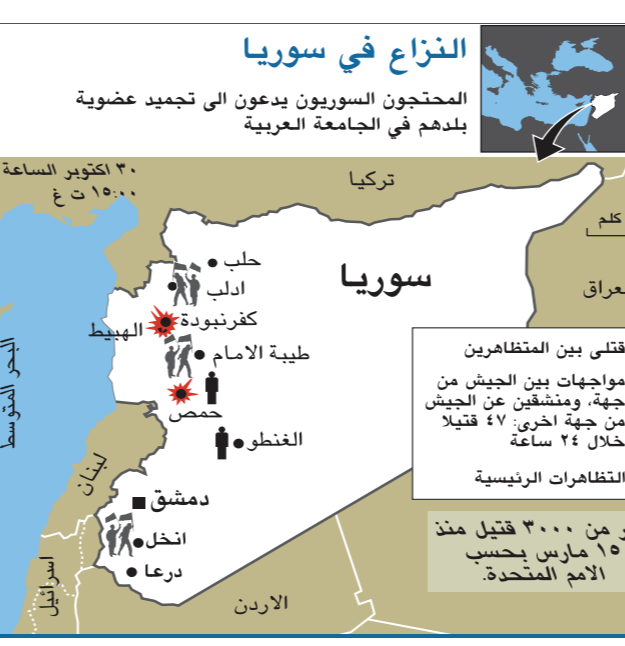 النزاع في سوريا
المحتجون السوريون يدعون الى تجميد عضوية
بلدهم في الجامعة العربية
٣٠ اكتوبر الساعة
١٥:٠٠ ت غ
تركيا
كلم
حلب
سوريا
ادلب
عراق
كفرنبودة
الهبيط
طيبة الامام
البحر المتوسط
حمص
الغنطو
لبنان
دمشق
انخل
درعا
اسرائيل
الاردن
قتلى بين المتظاهرين
مواجهات بين الجيش من
جهة، ومنشقين عن الجيش
من جهة اخرى: ٤٧ قتيلا
خلال ٢٤ ساعة
التظاهرات الرئيسية
ر من ٣٠٠٠ قتيل منذ
١٥ مارس بحسب
الامم المتحدة.